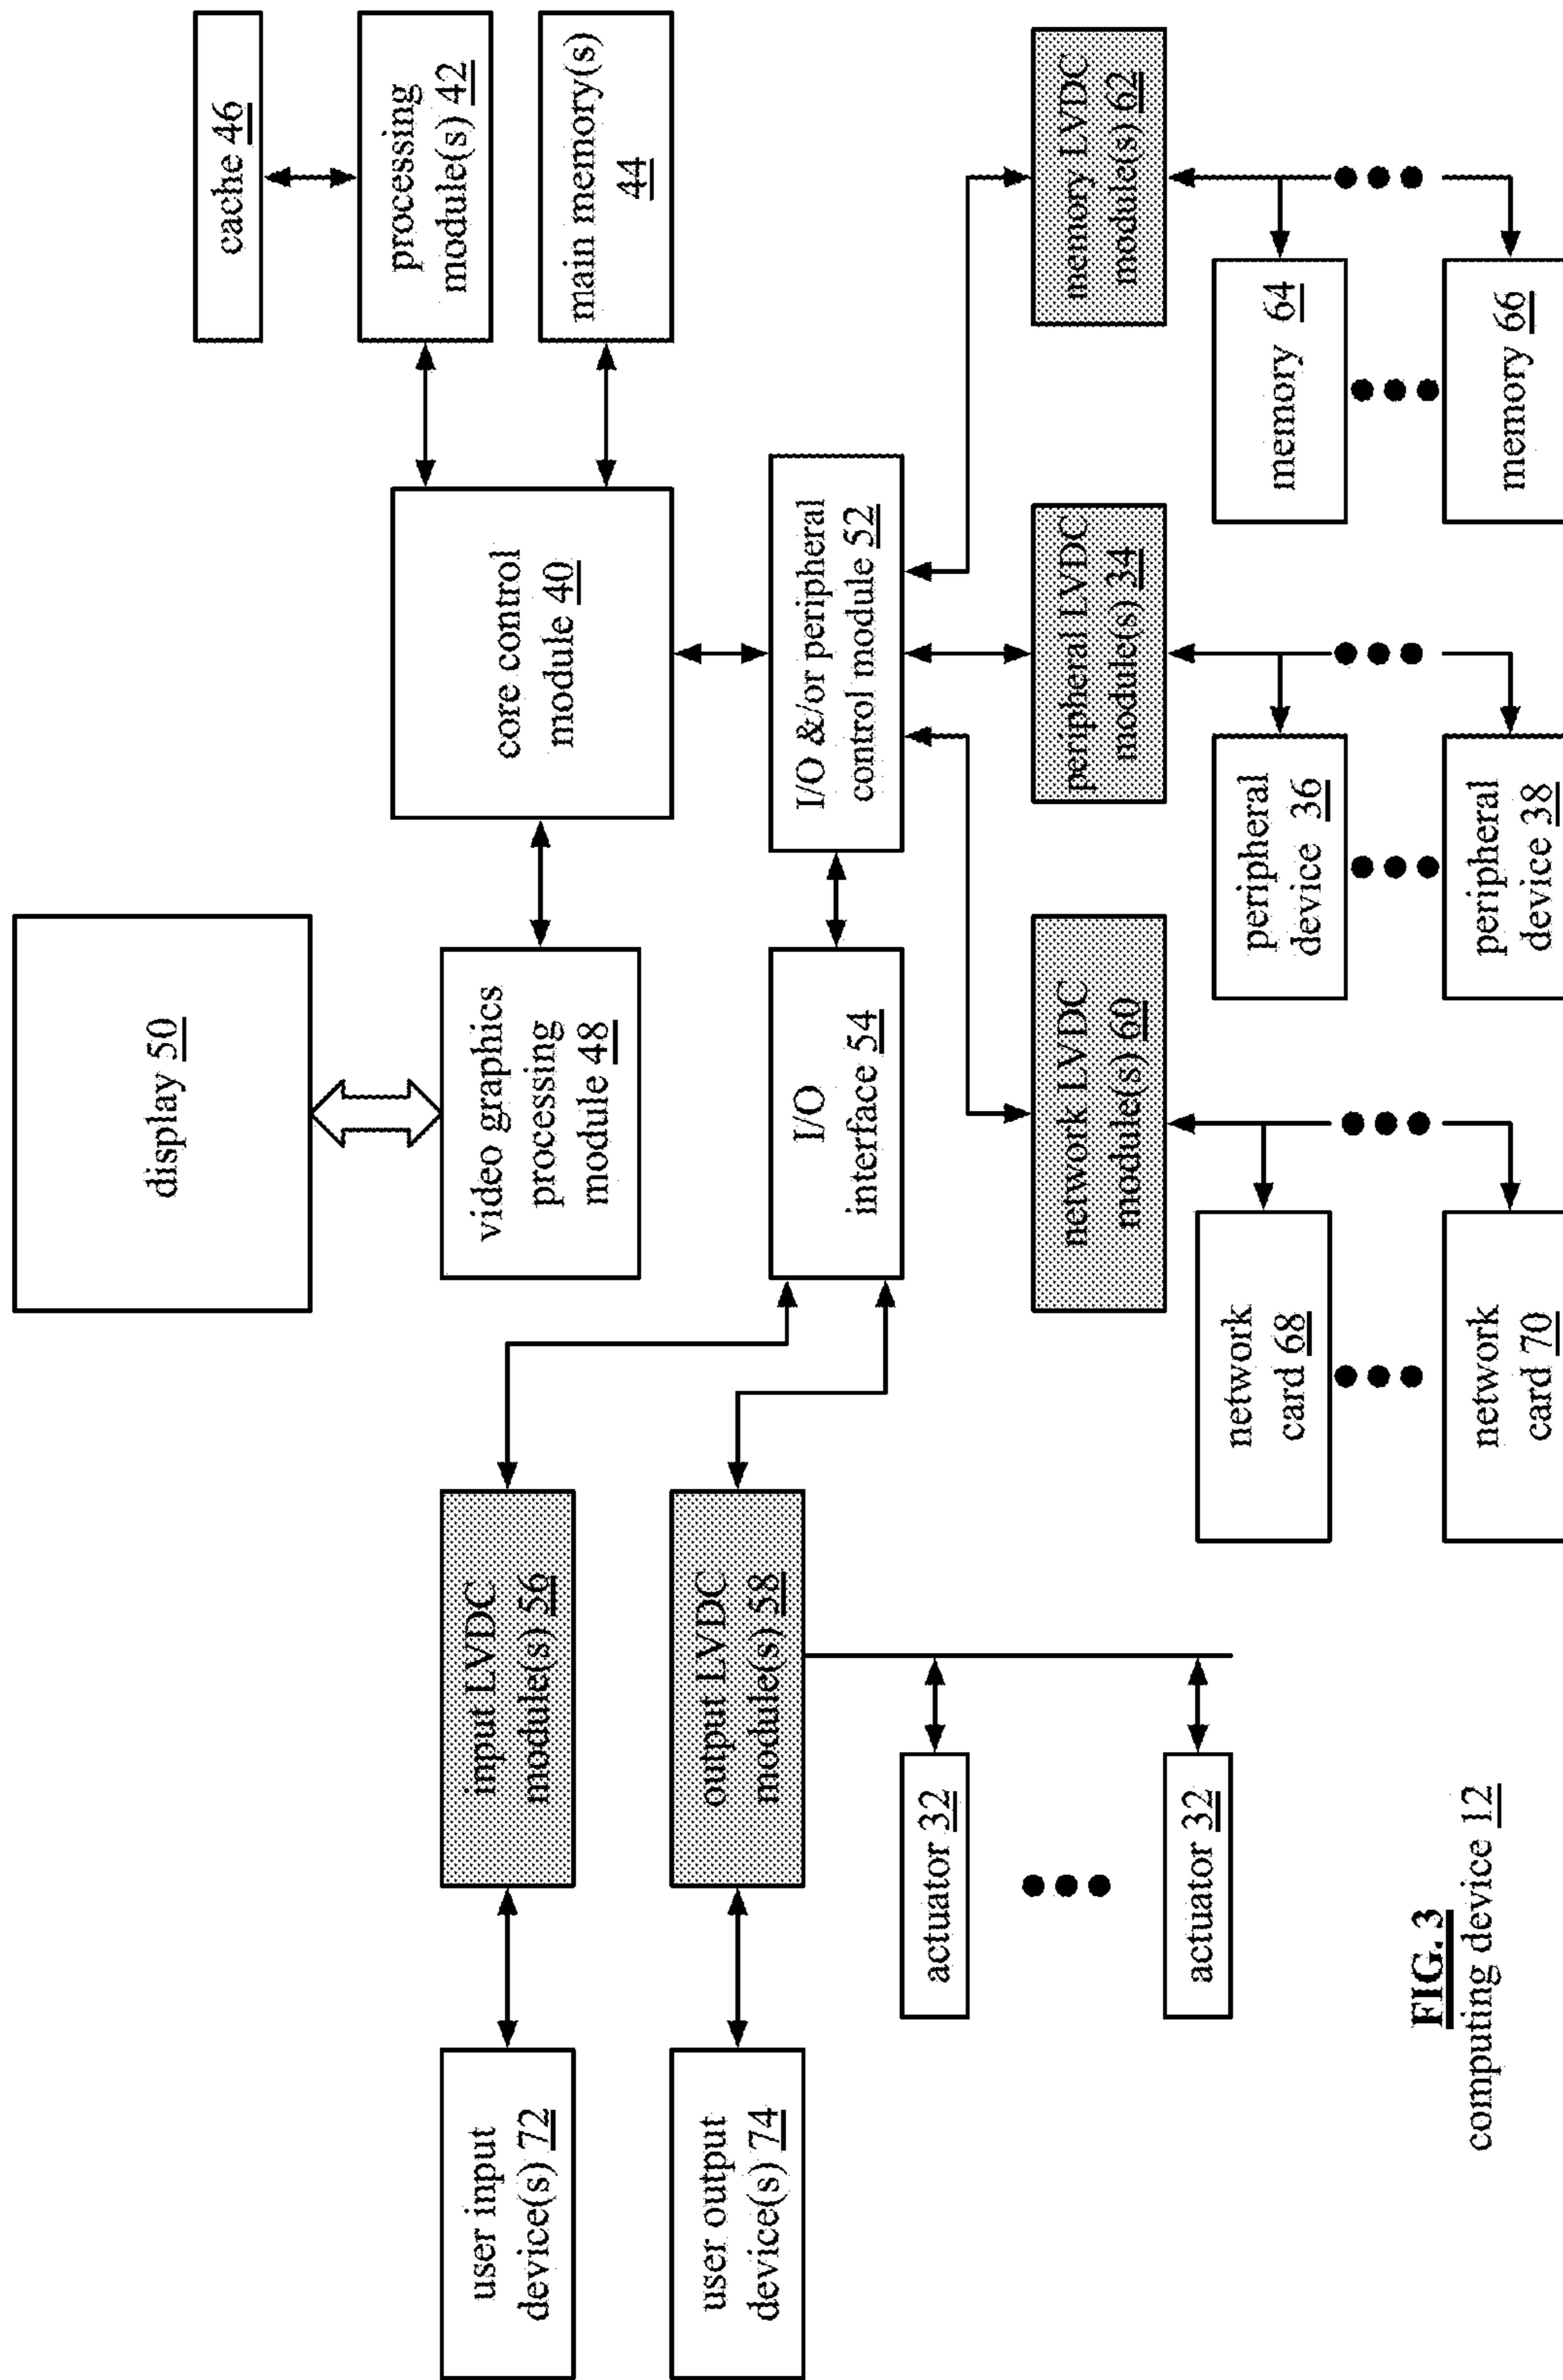 display 50
cache 46
processing
module(s) 42
main memory(s)
44
core control
module 40
video graphics
processing
module 48
user input
device(s) 72
input LVDC
module(s) 56
user output
device(s) 74
output LVDC
module(s) 58
I/O
interface 54
I/O &/or peripheral
control module 52
actuator 32
actuator 32
network LVDC
module(s) 60
peripheral LVDC
module(s) 34
memory LVDC
module(s) 62
network
card 68
peripheral
device 36
memory 64
network
card 70
peripheral
device 38
memory 66
FIG. 3
computing device 12